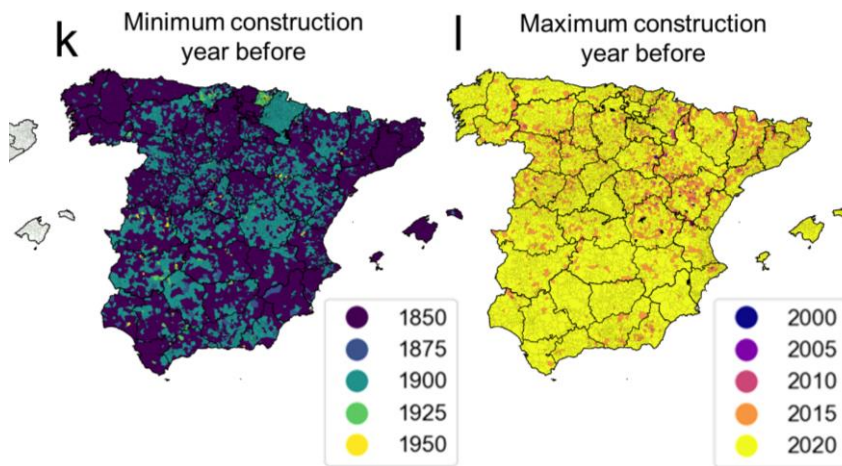 k
Minimum construction
year before
1850
1875
1900
1925
1950
l
Maximum construction
year before
2000
2005
2010
2015
2020